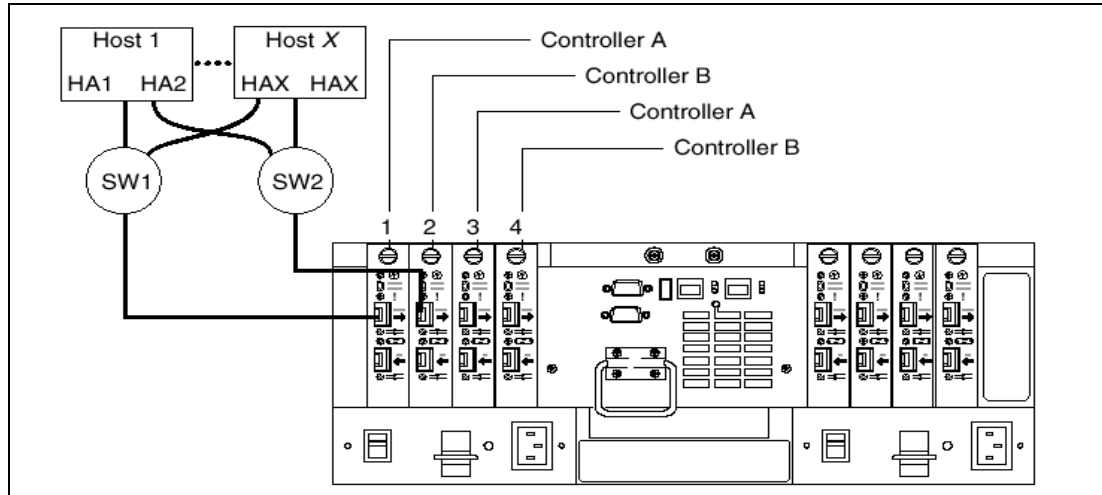 Host 1 Host X
HA1 HA2 HAX HAX
Controller A
Controller B
Controller A
Controller B
SW1 SW2
1 2 3 4